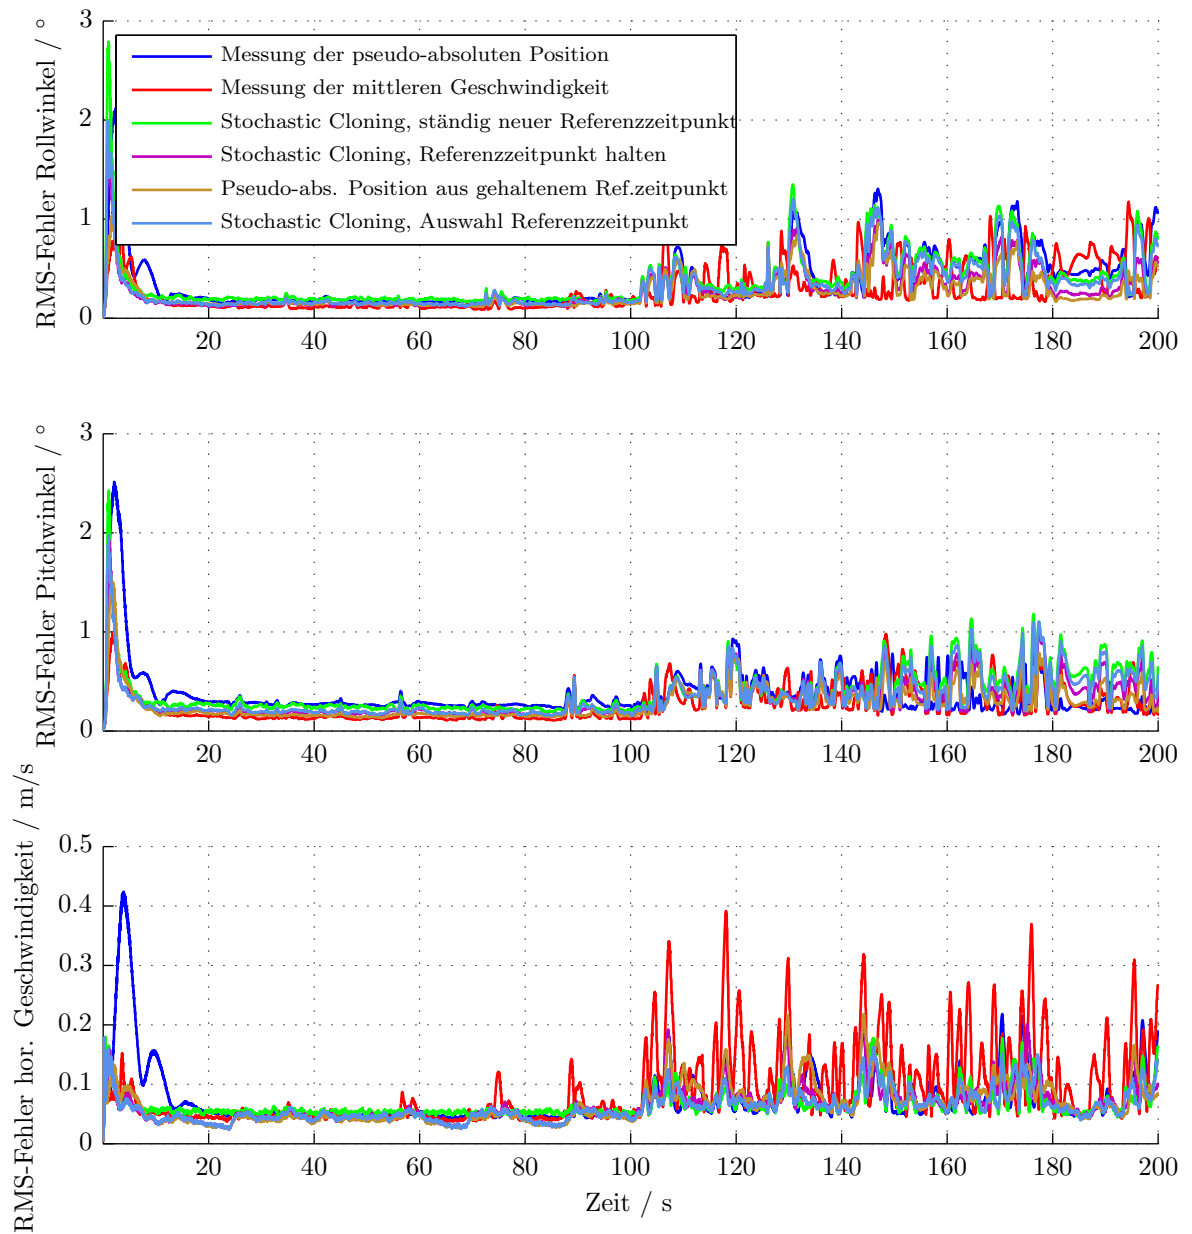 RMS-Fehler Rollwinkel / °
3
2
1
0
Messung der pseudo-absoluten Position
Messung der mittleren Geschwindigkeit
Stochastic Cloning, ständig neuer Referenzzeitpunkt
Stochastic Cloning, Referenzzeitpunkt halten
Pseudo-abs. Position aus gehaltenem Ref.zeitpunkt
Stochastic Cloning, Auswahl Referenzzeitpunkt
20 40 60 80 100 120 140 160 180 200
RMS-Fehler Pitchwinkel / °
3
2
1
0
20 40 60 80 100 120 140 160 180 200
RMS-Fehler hor. Geschwindigkeit / m/s
0.5
0.4
0.3
0.2
0.1
0
20 40 60 80 100 120 140 160 180 200
Zeit / s